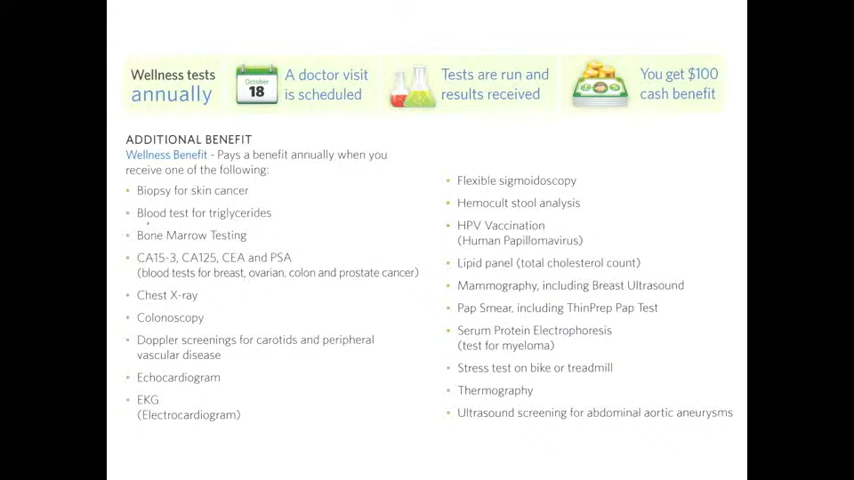 Wellness tests
annually
October
18
A doctor visit
is scheduled
Tests are run and
results received
You get $100
cash benefit
ADDITIONAL BENEFIT
Wellness Benefit - Pays a benefit annually when you
receive one of the following:
• Biopsy for skin cancer
• Blood test for triglycerides
• Bone Marrow Testing
• CA15-3, CA125, CEA and PSA
(blood tests for breast, ovarian, colon and prostate cancer)
• Chest X-ray
• Colonoscopy
• Doppler screenings for carotids and peripheral
vascular disease
• Echocardiogram
• EKG
(Electrocardiogram)
• Flexible sigmoidoscopy
• Hemocult stool analysis
• HPV Vaccination
(Human Papillomavirus)
• Lipid panel (total cholesterol count)
• Mammography, including Breast Ultrasound
• Pap Smear, including ThinPrep Pap Test
• Serum Protein Electrophoresis
(test for myeloma)
• Stress test on bike or treadmill
• Thermography
• Ultrasound screening for abdominal aortic aneurysms